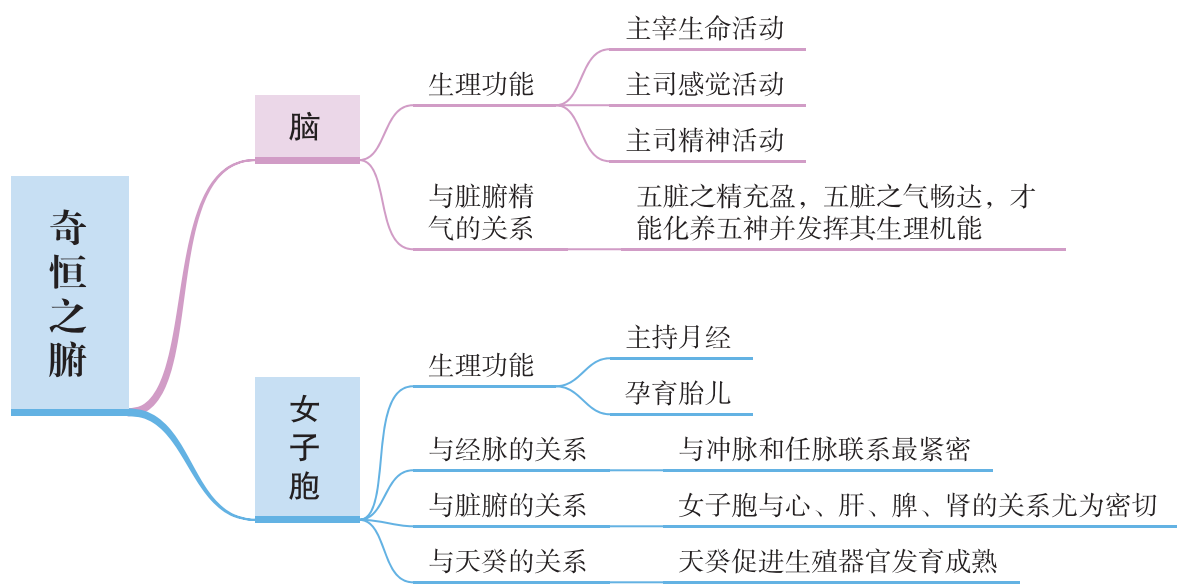 奇恒之腑
脑
生理功能
主宰生命活动
主司感觉活动
主司精神活动
与脏腑精
气的关系
五脏之精充盈，五脏之气畅达，才
能化养五神并发挥其生理机能
女子胞
生理功能
主持月经
孕育胎儿
与经脉的关系
与冲脉和任脉联系最紧密
与脏腑的关系
女子胞与心、肝、脾、肾的关系尤为密切
与天癸的关系
天癸促进生殖器官发育成熟